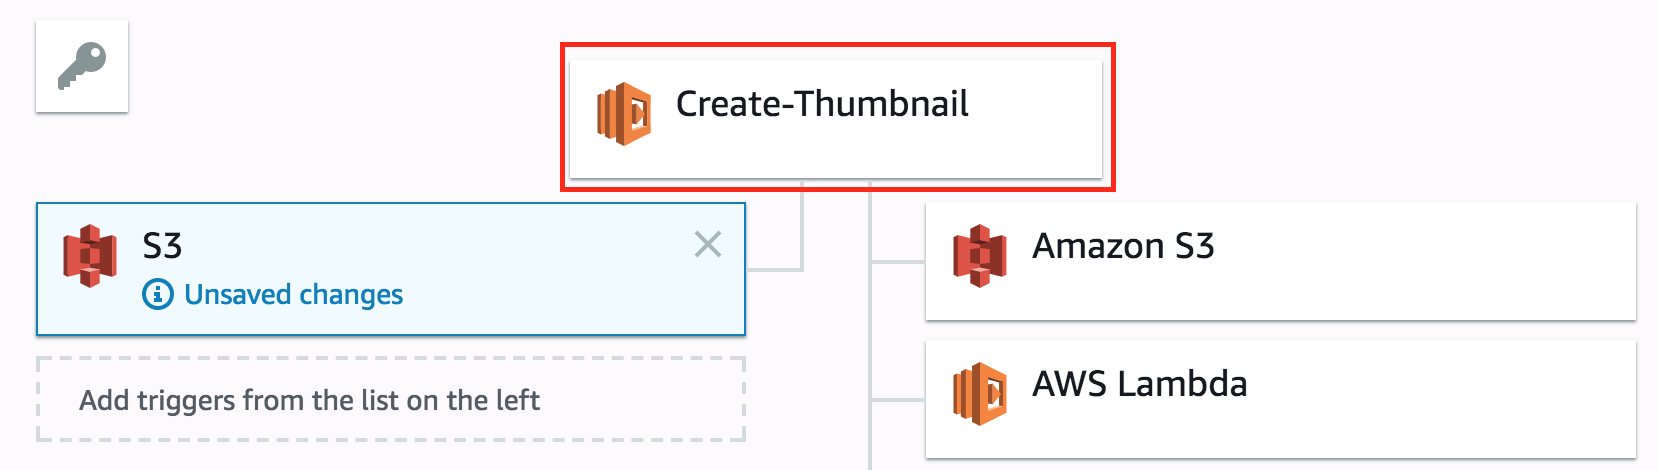 Create-Thumbnail
S3
Unsaved changes
Add triggers from the list on the left
Amazon S3
AWS Lambda